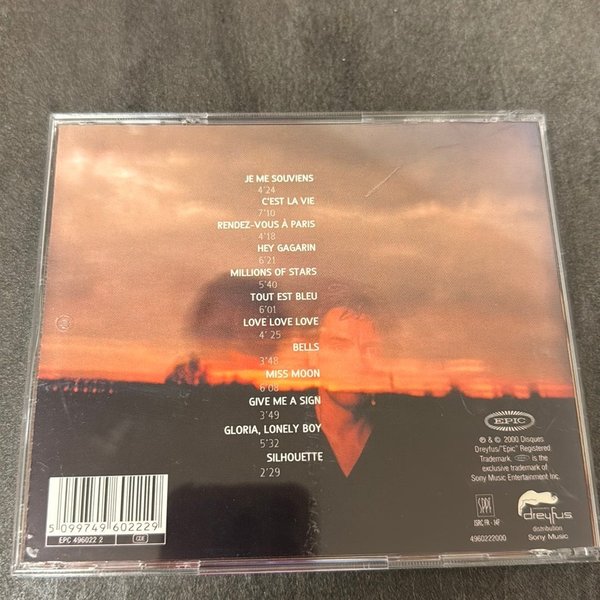 JE ME SOUVIENS
4'24
C'EST LA VIE
7'10
RENDEZ-VOUS À PARIS
4'18
HEY GAGARIN
6'21
MILLIONS OF STARS
5'40
TOUT EST BLEU
6'01
LOVE LOVE LOVE
4'25
BELLS
3'48
MISS MOON
6'08
GIVE ME A SIGN
3'49
GLORIA, LONELY BOY
5'32
SILHOUETTE
2'29
5 099749 602229
EPC 496022 2
EPIC
℗ & © 2000 Disques
Dreyfus/"Epic" Registered
Trademark, is the
exclusive trademark of
Sony Music Entertainment Inc.
SPPF
ISRC FR - 14P
4960222000
dreyfus
distribution
Sony Music